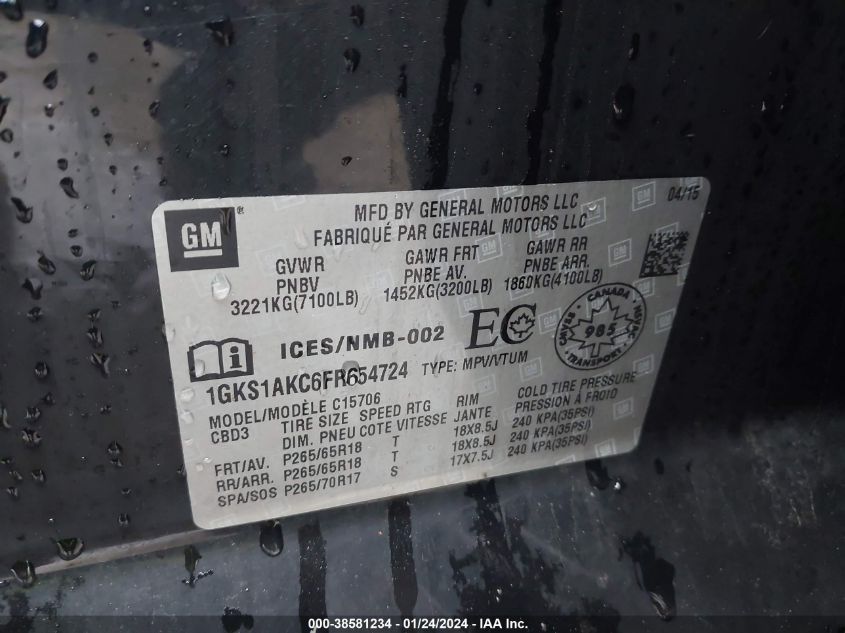 GM
MFD BY GENERAL MOTORS LLC
04/15
FABRIQUÉ PAR GENERAL MOTORS LLC
GVWR GAWR FRT GAWR RR
PNBV PNBE AV. PNBE ARR.
3221KG(7100LB) 1452KG(3200LB) 1860KG(4100LB)
ICES/NMB-002 EC
CANADA
985
TRANSPORT
1GKS1AKC6FR654724 TYPE: MPV/VTUM
MODEL/MODÈLE C15706
CBD3 TIRE SIZE SPEED RTG RIM COLD TIRE PRESSURE
DIM. PNEU COTE VITESSE JANTE PRESSION À FROID
FRT/AV. P265/65R18 T 18X8.5J 240 KPA(35PSI)
RR/ARR. P265/65R18 T 18X8.5J 240 KPA(35PSI)
SPA/SOS P265/70R17 S 17X7.5J 240 KPA(35PSI)
000-38581234 - 01/24/2024 - IAA Inc.